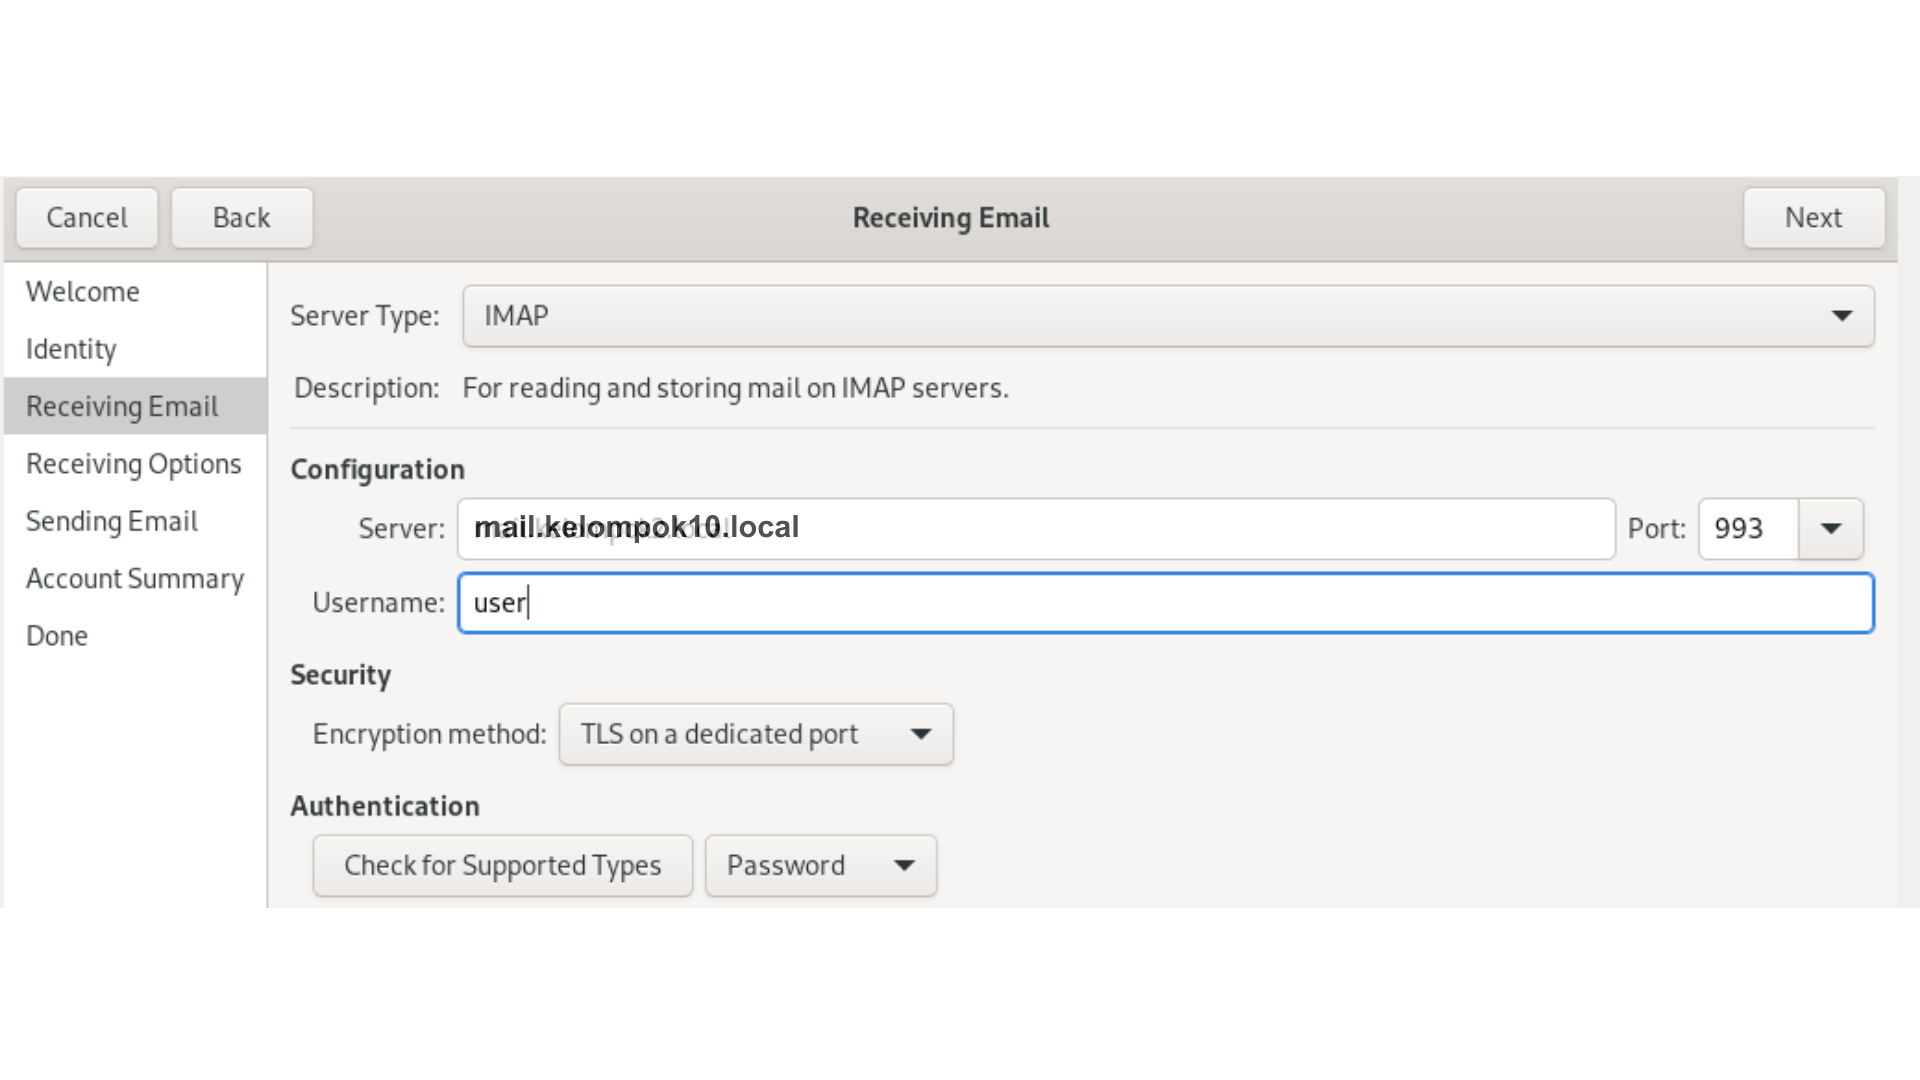 Cancel Back Receiving Email Next
Welcome
Identity
Receiving Email
Receiving Options
Sending Email
Account Summary
Done
Server Type: IMAP
Description: For reading and storing mail on IMAP servers.
Configuration
Server: mail.kelompok10.local Port: 993
Username: user
Security
Encryption method: TLS on a dedicated port
Authentication
Check for Supported Types Password